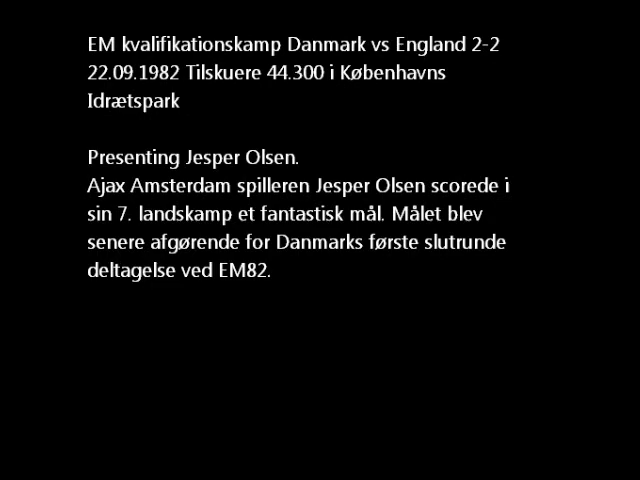 EM kvalifikationskamp Danmark vs England 2-2
22.09.1982 Tilskuere 44.300 i Københavns
Idrætspark
Presenting Jesper Olsen.
Ajax Amsterdam spilleren Jesper Olsen scorede i
sin 7. landskamp et fantastisk mål. Målet blev
senere afgørende for Danmarks første slutrunde
deltagelse ved EM82.